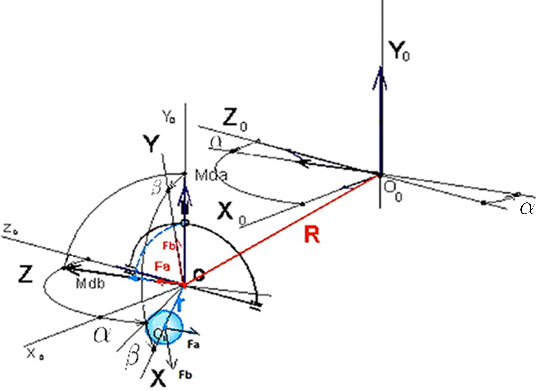 Y₀
Z₀
α
Y₀
Y
β
Mda
O₀
X₀
α
R
Fb
Z₀
Fa
O
Z
Mdb
r
α
X₀
β
Fa
X
Fb